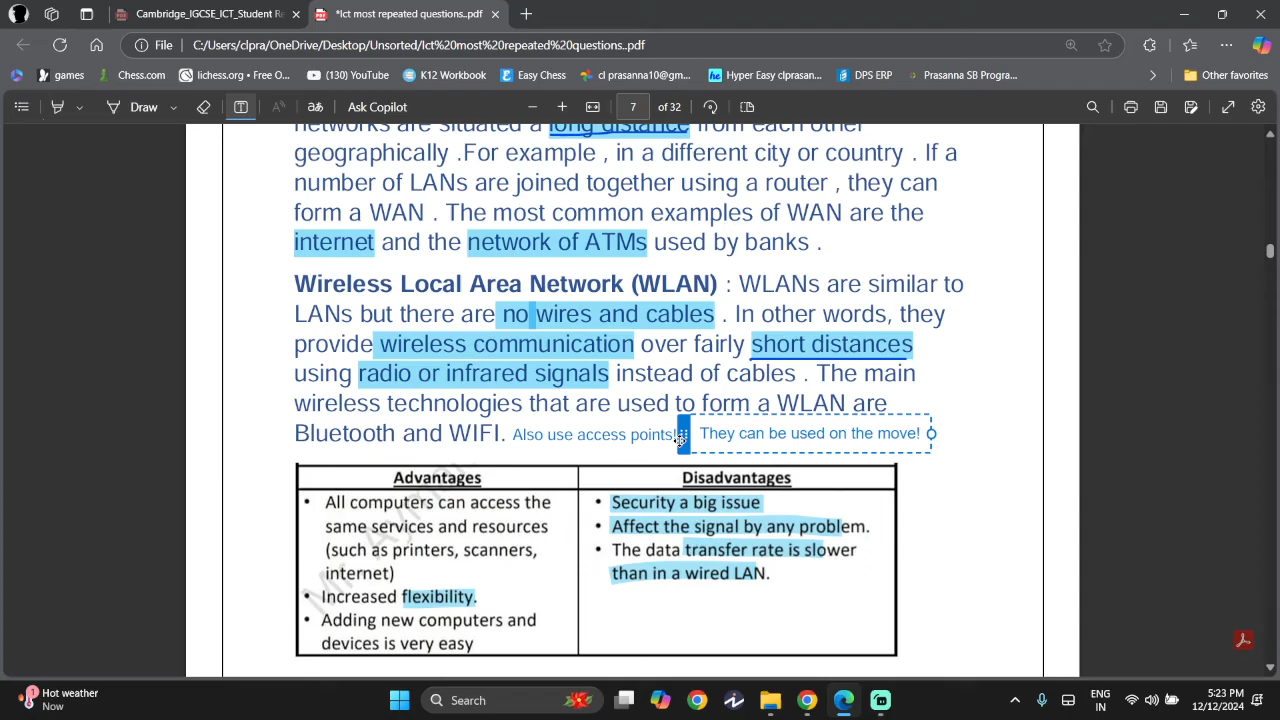 Cambridge_IGCSE_ICT_Student Re
*Ict most repeated questions..pdf
File
C:/Users/clpra/OneDrive/Desktop/Unsorted/Ict%20most%20repeated%20questions..pdf
games
Chess.com
lichess.org • Free O...
(130) YouTube
K12 Workbook
Easy Chess
cl prasanna10@gm...
Hyper Easy clprasan...
DPS ERP
Prasanna SB Progra...
Other favorites
Draw
Ask Copilot
7 of 32
networks are situated a long distance from each other
geographically .For example , in a different city or country . If a
number of LANs are joined together using a router , they can
form a WAN . The most common examples of WAN are the
internet and the network of ATMs used by banks .
Wireless Local Area Network (WLAN) : WLANs are similar to
LANs but there are no wires and cables . In other words, they
provide wireless communication over fairly short distances
using radio or infrared signals instead of cables . The main
wireless technologies that are used to form a WLAN are
Bluetooth and WIFI. Also use access points! They can be used on the move!
Advantages
• All computers can access the
same services and resources
(such as printers, scanners,
internet)
• Increased flexibility.
• Adding new computers and
devices is very easy
Disadvantages
• Security a big issue
• Affect the signal by any problem.
• The data transfer rate is slower
than in a wired LAN.
1
Hot weather
Now
Search
ENG
IN
5:23 PM
12/12/2024